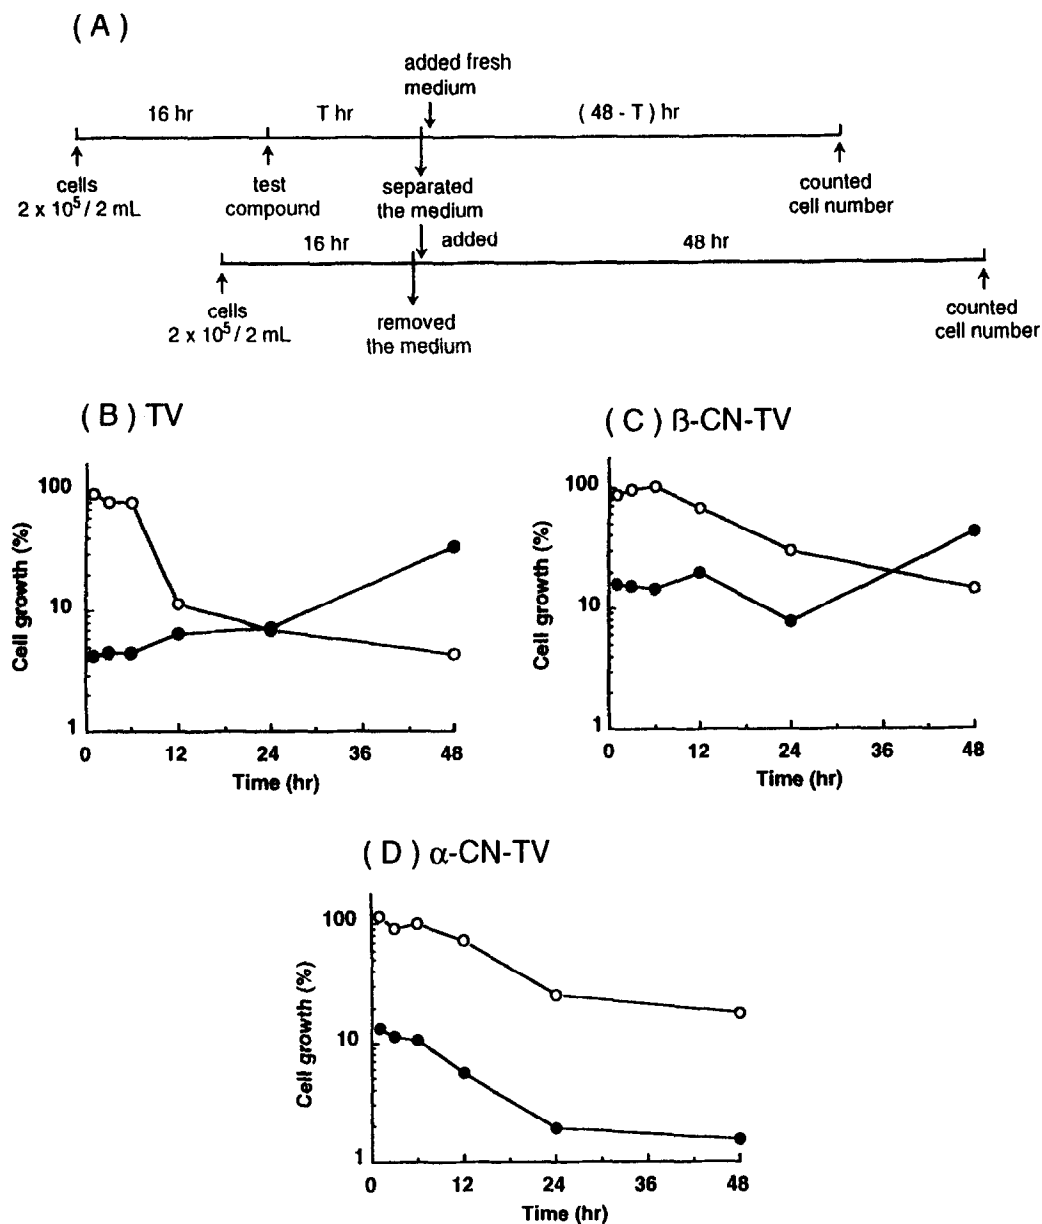 ( A )
added fresh
medium
16 hr T hr ( 48 - T ) hr
cells
2 x 10⁵ / 2 mL
test
compound
separated
the medium
counted
cell number
added
16 hr 48 hr
cells
2 x 10⁵ / 2 mL
removed
the medium
counted
cell number
( B ) TV
Cell growth (%)
100
10
1
0 12 24 36 48
Time (hr)
( C ) β-CN-TV
Cell growth (%)
100
10
1
0 12 24 36 48
Time (hr)
( D ) α-CN-TV
Cell growth (%)
100
10
1
0 12 24 36 48
Time (hr)